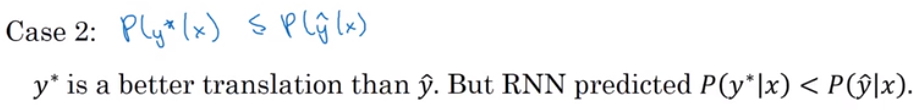 Case 2: P(y*|x) ≤ P(ŷ|x)
y* is a better translation than ŷ. But RNN predicted P(y*|x) < P(ŷ|x).